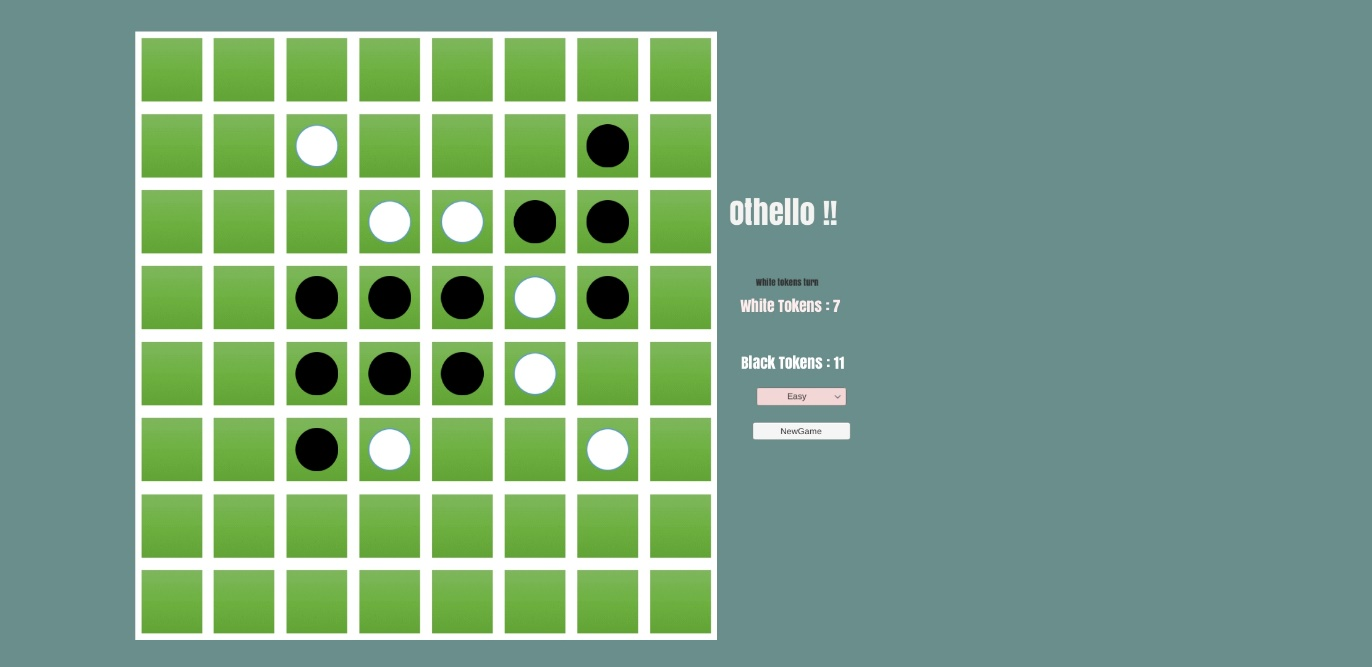 Othello !!
White tokens turn
White Tokens : 7
Black Tokens : 11
Easy
NewGame